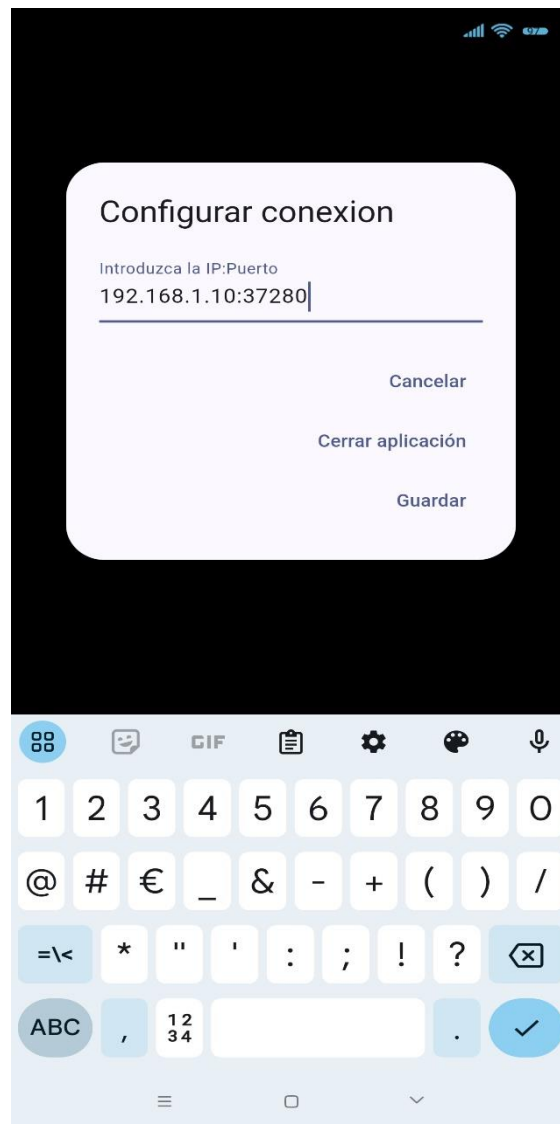 97
Configurar conexion
Introduzca la IP:Puerto
192.168.1.10:37280
Cancelar
Cerrar aplicación
Guardar
GIF
1 2 3 4 5 6 7 8 9 0
@ # € _ & - + ( ) /
=\< * " ' : ; ! ?
ABC , 12 34 .